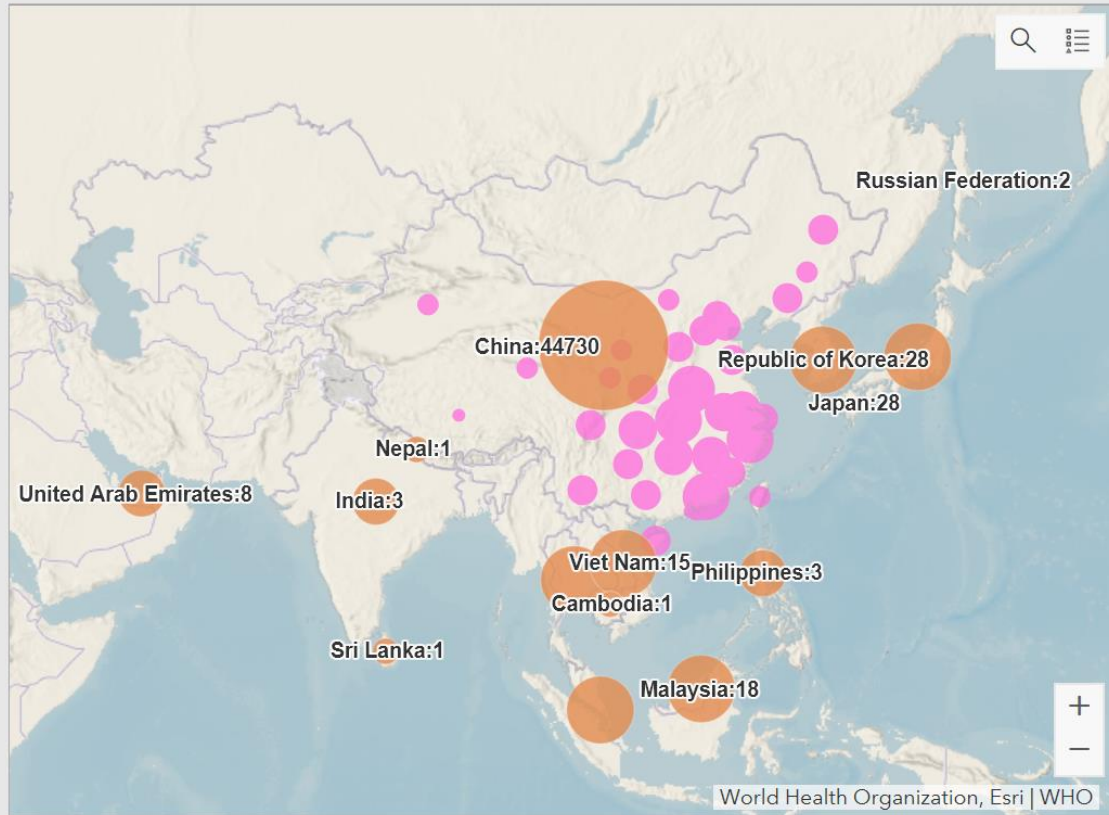 Russian Federation:2
China:44730
Republic of Korea:28
Japan:28
Nepal:1
United Arab Emirates:8
India:3
Viet Nam:15
Philippines:3
Cambodia:1
Sri Lanka:1
Malaysia:18
World Health Organization, Esri | WHO